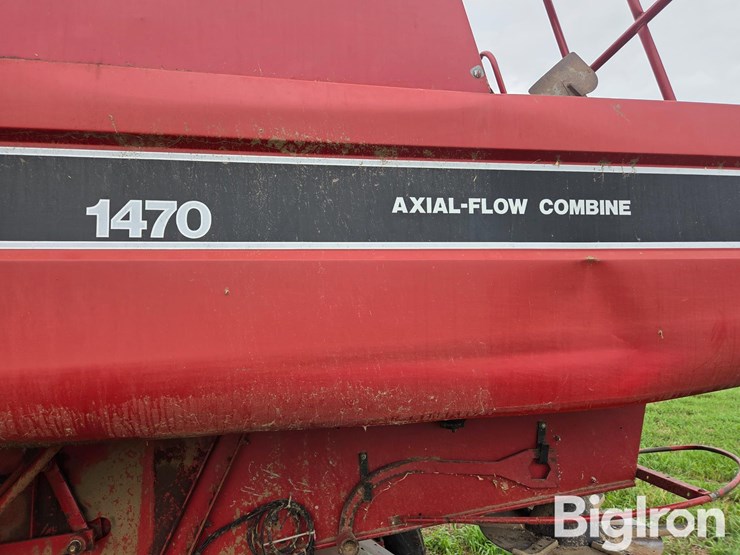 1470 AXIAL-FLOW COMBINE
BigIron